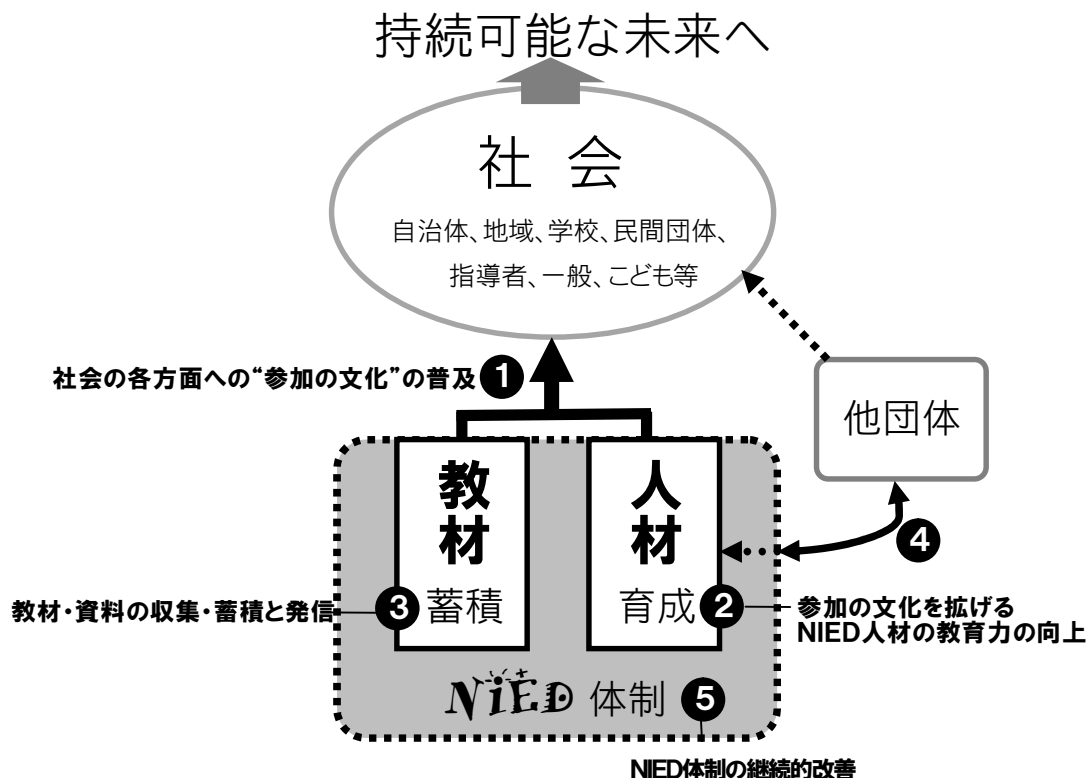 持続可能な未来へ
社 会
自治体、地域、学校、民間団体、
指導者、一般、こども等
社会の各方面への“参加の文化”の普及 ❶
他団体
教材
蓄積
人材
育成
❹
教材・資料の収集・蓄積と発信
❸
❷
参加の文化を拡げる
NIED人材の教育力の向上
NiED 体制 ❺
NIED体制の継続的改善